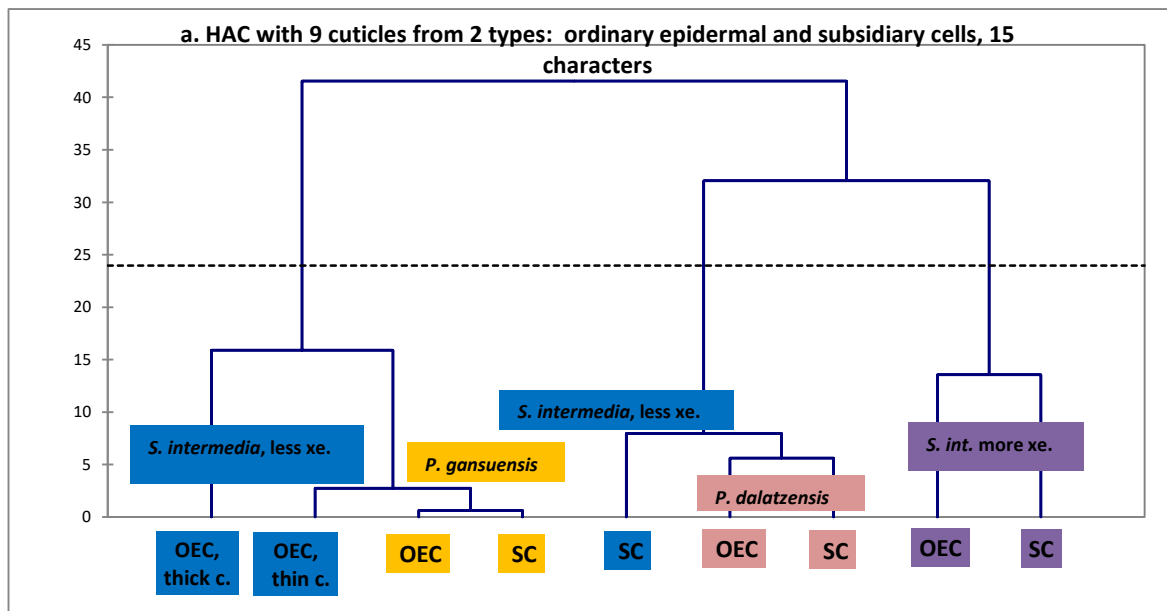 a. HAC with 9 cuticles from 2 types: ordinary epidermal and subsidiary cells, 15
characters
45
40
35
30
25
20
15
10
5
0
S. intermedia, less xe.
P. gansuensis
S. intermedia, less xe.
P. dalatzensis
S. int. more xe.
OEC,
thick c.
OEC,
thin c.
OEC
SC
SC
OEC
SC
OEC
SC